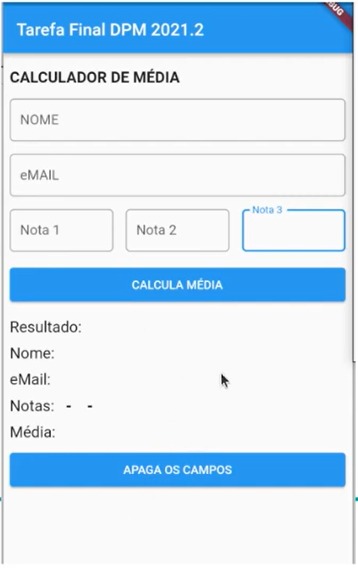 Tarefa Final DPM 2021.2
CALCULADOR DE MÉDIA
NOME
eMAIL
Nota 1 Nota 2 Nota 3
CALCULA MÉDIA
Resultado:
Nome:
eMail:
Notas: - -
Média:
APAGA OS CAMPOS